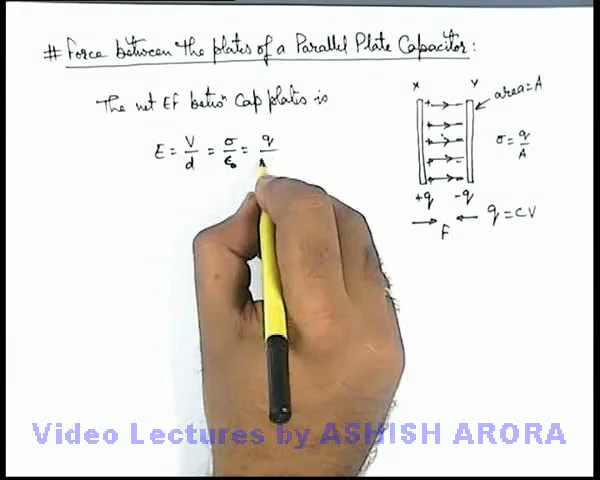 # Force between The plates of a Parallel Plate Capacitor:
The net EF betwⁿ Cap plates is
E = V/d = σ/ε₀ = q/A
X Y
area = A
σ = q/A
+q -q
F
q = CV
Video Lectures by ASHISH ARORA